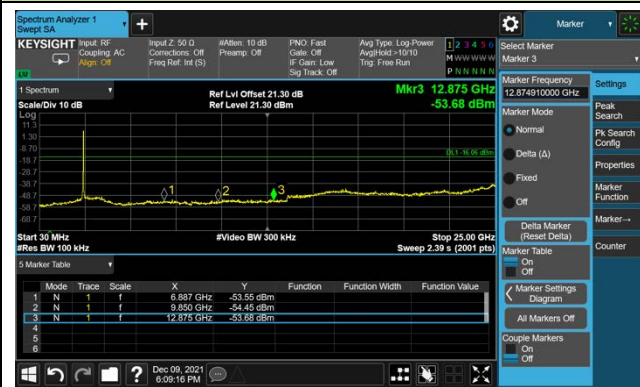 Spectrum Analyzer 1
Swept SA
+
Marker
KEYSIGHT
Input: RF
Coupling: AC
Align: Off
Input Z: 50 Ω
Corrections: Off
Freq Ref: Int (S)
#Atten: 10 dB
Preamp: Off
PNO: Fast
Gate: Off
IF Gain: Low
Sig Track: Off
Avg Type: Log-Power
Avg|Hold:>10/10
Trig: Free Run
1 2 3 4 5 6
M W W W W W
P N N N N N
LXI
Select Marker
Marker 3
1 Spectrum
Scale/Div 10 dB
Ref Lvl Offset 21.30 dB
Ref Level 21.30 dBm
Mkr3 12.875 GHz
-53.68 dBm
Log
11.3
1.30
-8.70
-18.7
-28.7
-38.7
-48.7
-58.7
-68.7
DL1 -16.06 dBm
1
2
3
Start 30 MHz
#Res BW 100 kHz
#Video BW 300 kHz
Stop 25.00 GHz
Sweep 2.39 s (2001 pts)
5 Marker Table
Mode Trace Scale X Y Function Function Width Function Value
1 N 1 f 6.887 GHz -53.55 dBm
2 N 1 f 9.850 GHz -54.45 dBm
3 N 1 f 12.875 GHz -53.68 dBm
4
5
6
Marker Frequency
12.874910000 GHz
Marker Mode
Normal
Delta (Δ)
Fixed
Off
Delta Marker
(Reset Delta)
Marker Table
On
Off
Marker Settings
Diagram
All Markers Off
Couple Markers
On
Off
Settings
Peak
Search
Pk Search
Config
Properties
Marker
Function
Marker→
Counter
?
Dec 09, 2021
6:09:16 PM